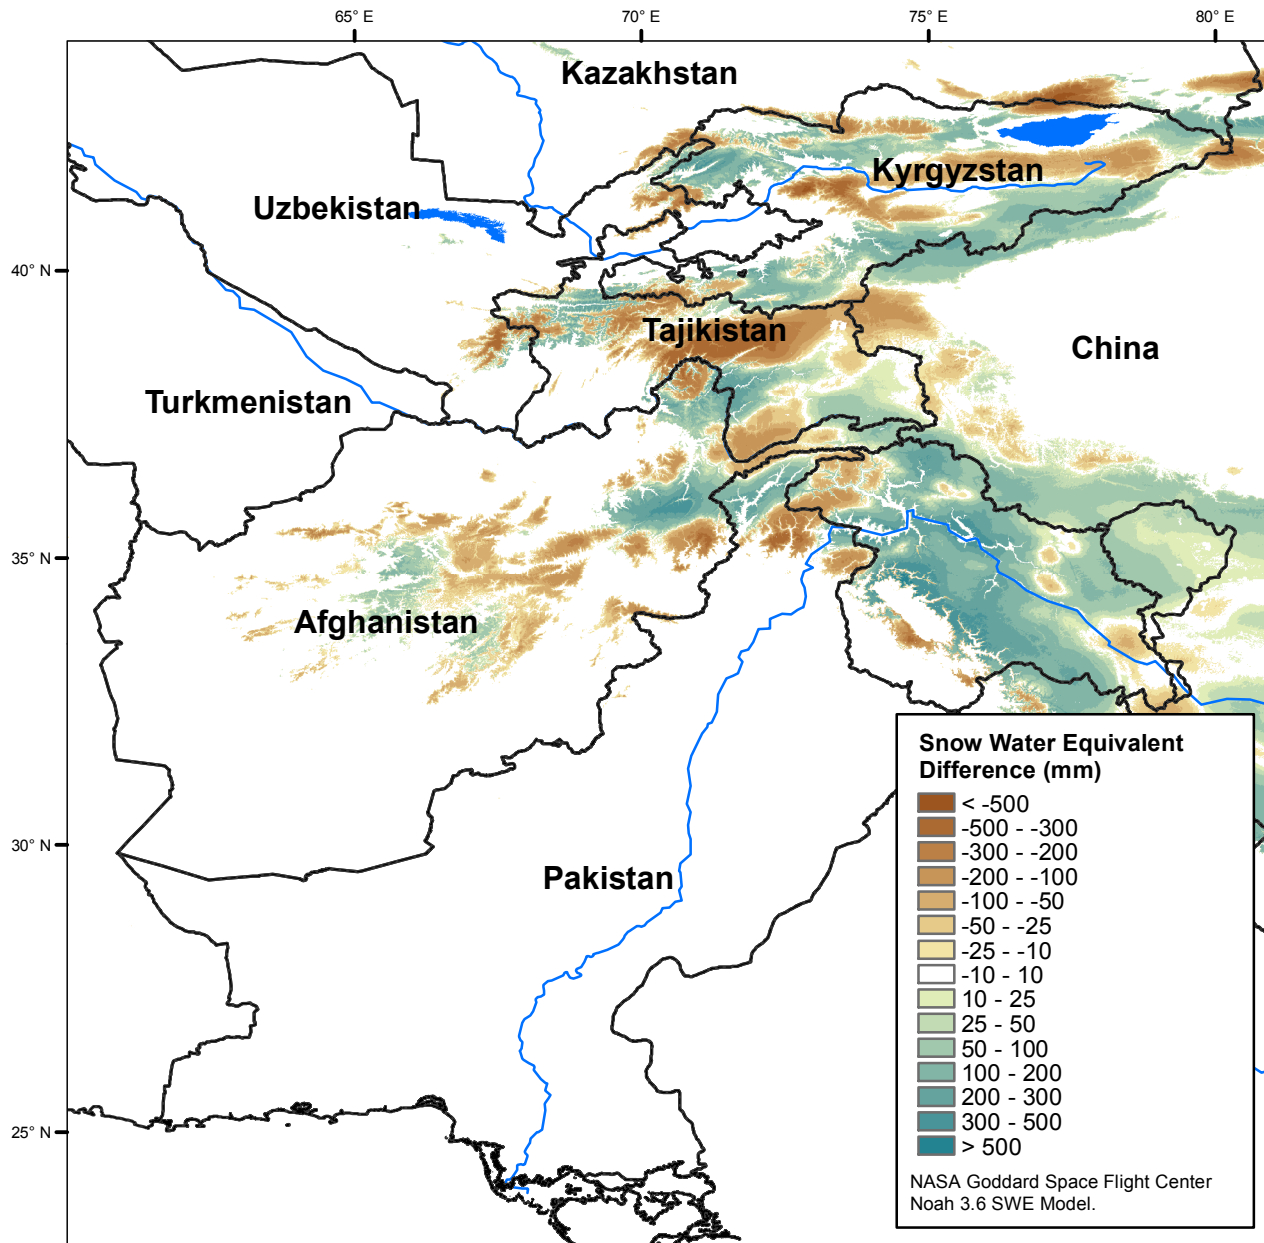 65° E
70° E
75° E
80° E
Kazakhstan
Kyrgyzstan
Uzbekistan
40° N
Tajikistan
China
Turkmenistan
35° N
Afghanistan
Snow Water Equivalent
Difference (mm)
< -500
-500 - -300
-300 - -200
-200 - -100
-100 - -50
-50 - -25
-25 - -10
-10 - 10
10 - 25
25 - 50
50 - 100
100 - 200
200 - 300
300 - 500
> 500
30° N
Pakistan
25° N
NASA Goddard Space Flight Center
Noah 3.6 SWE Model.